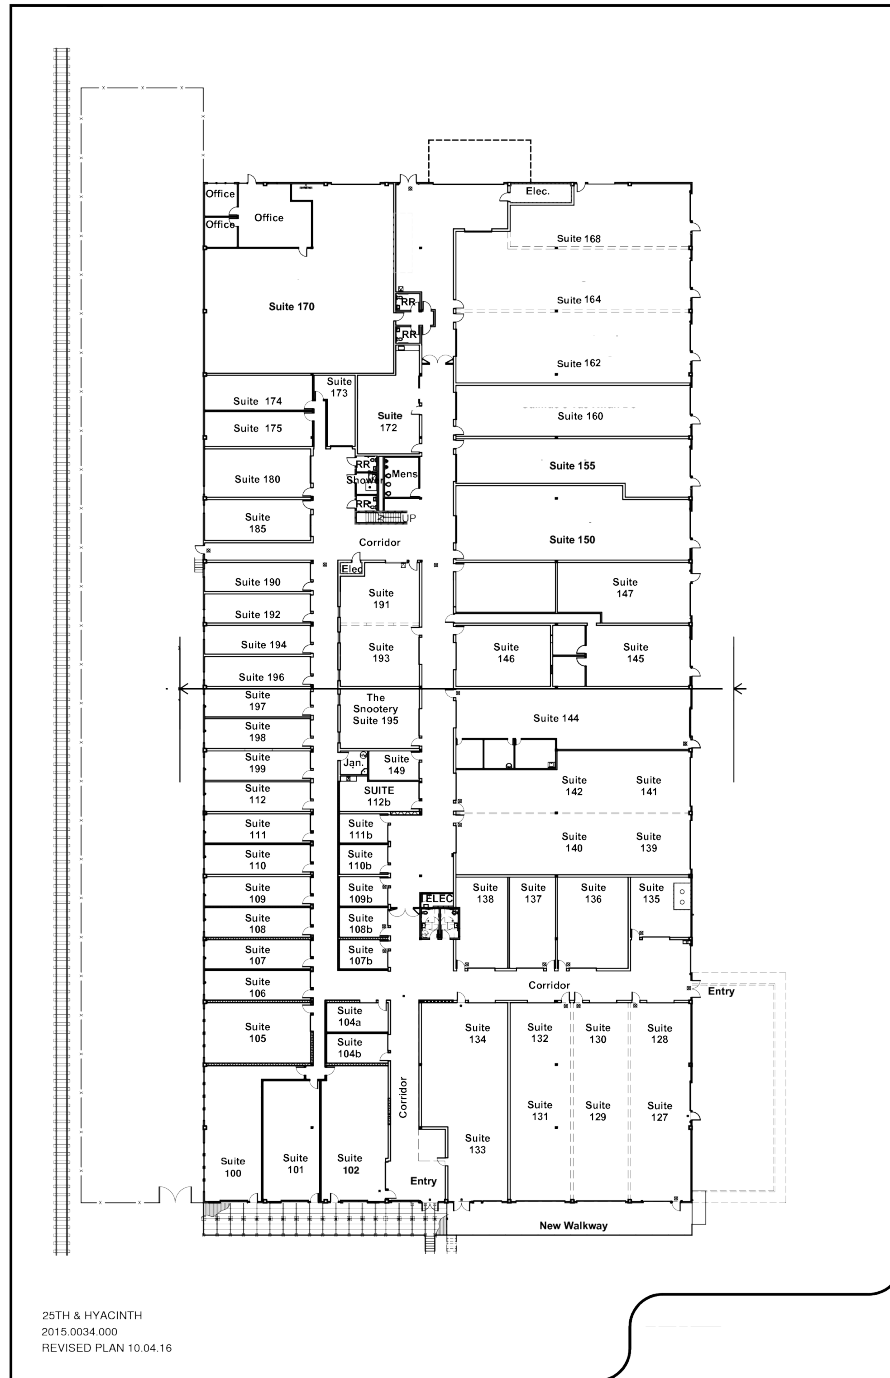 Office
Office
Office
Elec.
Suite 168
Suite 164
RR
Suite 170
RR
Suite 162
Suite
173
Suite 174
Suite
172
Suite 160
Suite 175
Suite 155
RR
Mens
Suite 180
Shower
RR
Suite
185
UP
Suite 150
Corridor
Elec
Suite 190
Suite
191
Suite
147
Suite 192
Suite 194
Suite
193
Suite
146
Suite
145
Suite 196
Suite
197
The
Snootery
Suite 195
Suite 144
Suite
198
Suite
199
Jan.
Suite
149
Suite
142
Suite
141
Suite
112
SUITE
112b
Suite
111
Suite
111b
Suite
140
Suite
139
Suite
110
Suite
110b
Suite
109
Suite
109b
TELEC
Suite
138
Suite
137
Suite
136
Suite
135
Suite
108
Suite
108b
Suite
107
Suite
107b
Suite
106
Corridor
Entry
Suite
105
Suite
104a
Suite
134
Suite
132
Suite
130
Suite
128
Suite
104b
Corridor
Suite
131
Suite
129
Suite
127
Suite
133
Suite
100
Suite
101
Suite
102
Entry
New Walkway
25TH & HYACINTH
2015.0034.000
REVISED PLAN 10.04.16